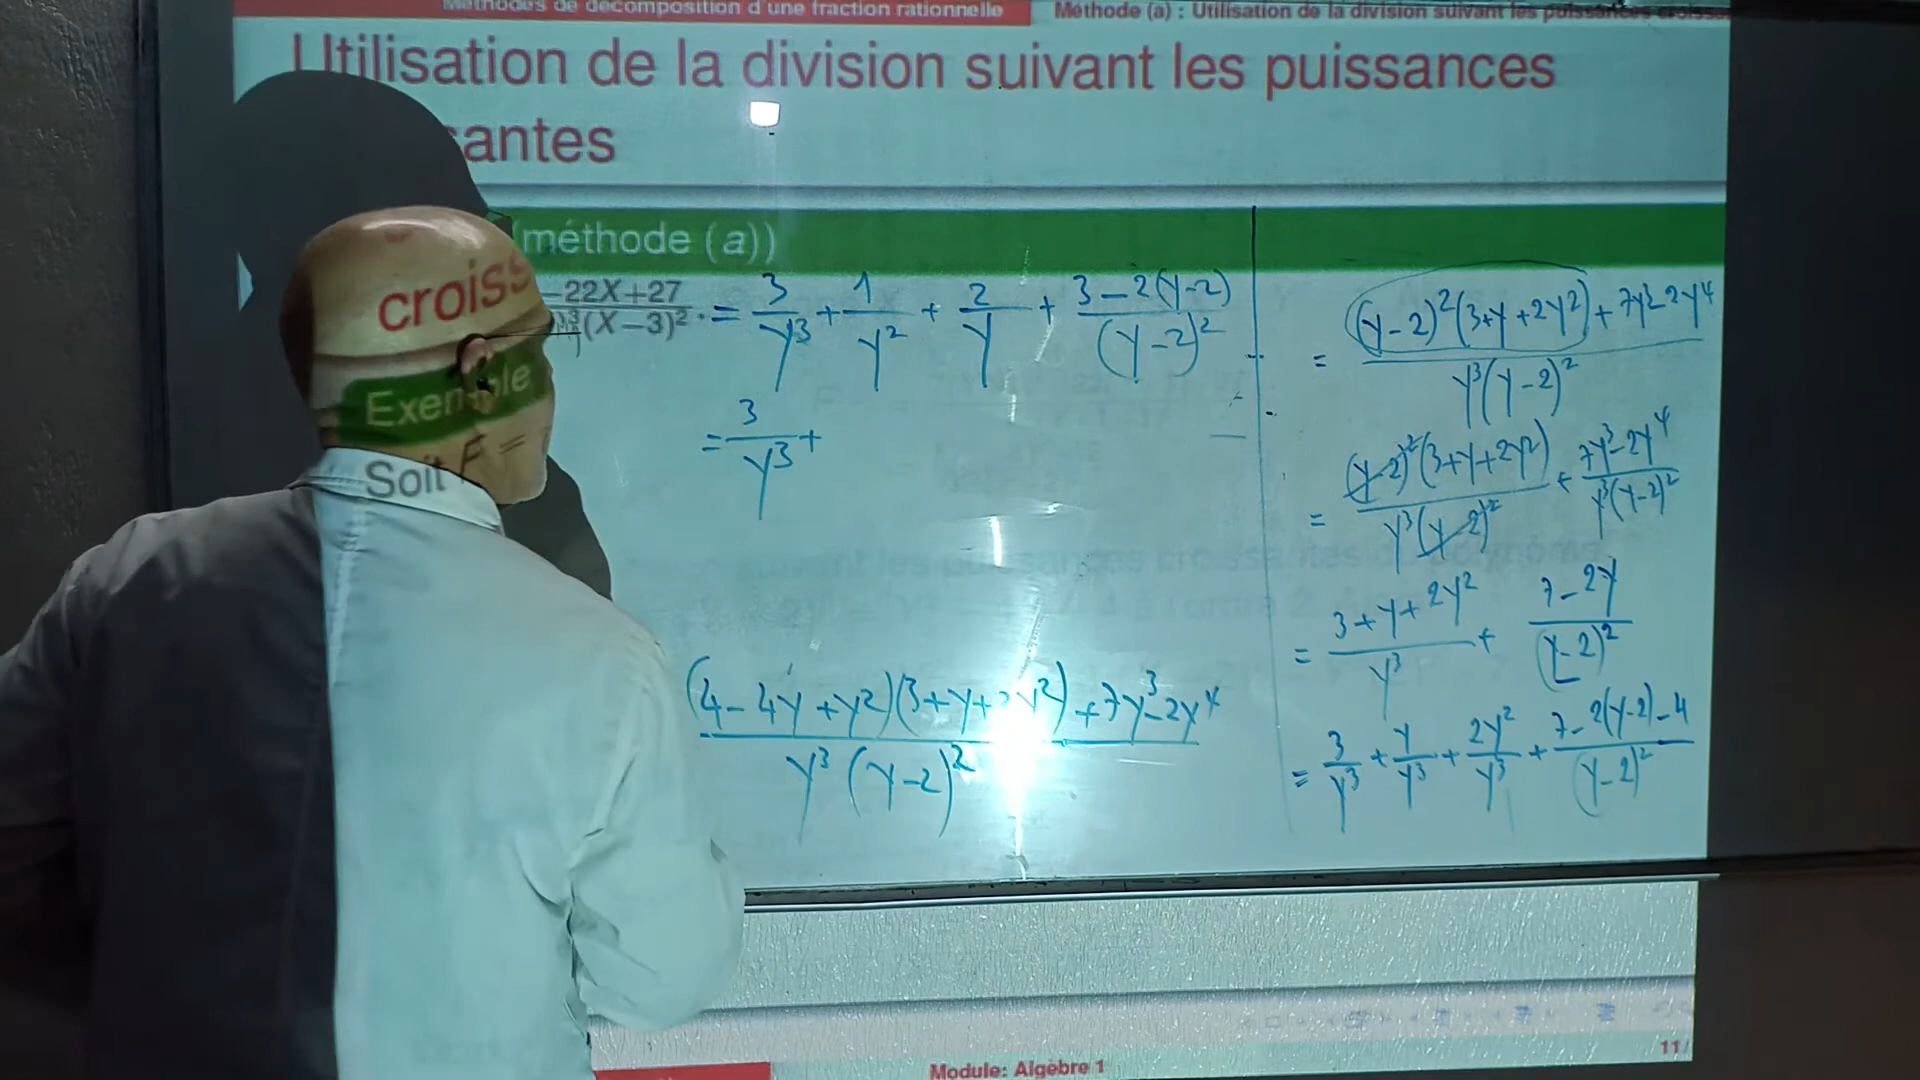 Méthodes de décomposition d'une fraction rationnelle
Méthode (a) : Utilisation de la division suivant les puissances
Utilisation de la division suivant les puissances
croissantes
Exemple (méthode (a))
Soit F = -22X+27 / (X-3)² · = 3/Y³ + 1/Y² + 2/Y + (3-2(Y-2))/(Y-2)²
= 3/Y³ +
(4-4Y+Y²)(3+Y+2Y²)+7Y³-2Y⁴ / Y³(Y-2)²
= ((Y-2)²(3+Y+2Y²)+7Y³-2Y⁴) / Y³(Y-2)²
= (Y-2)²(3+Y+2Y²) / Y³(Y-2)² + (7Y³-2Y⁴) / Y³(Y-2)²
= (3+Y+2Y²)/Y³ + (7-2Y)/(Y-2)²
= 3/Y³ + Y/Y³ + 2Y²/Y³ + (7-2(Y-2)-4)/(Y-2)²
Module: Algèbre 1
11/